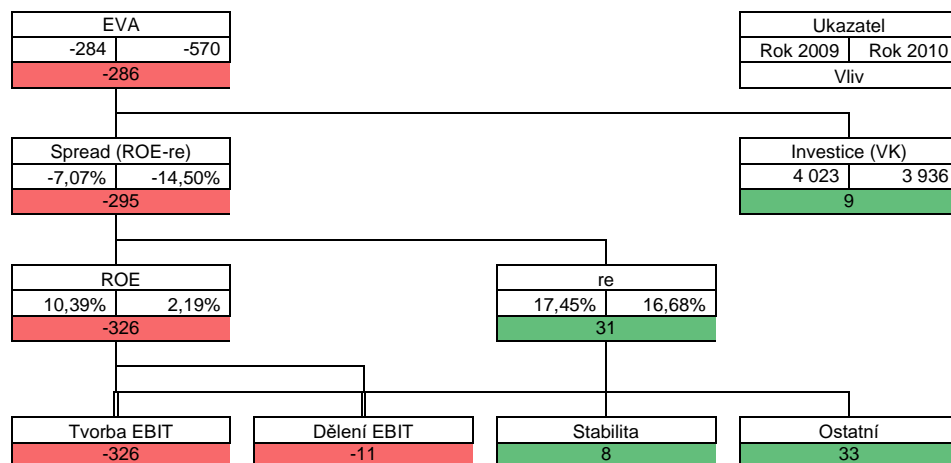 EVA
-284 -570
-286
Ukazatel
Rok 2009 Rok 2010
Vliv
Spread (ROE-re)
-7,07% -14,50%
-295
Investice (VK)
4 023 3 936
9
ROE
10,39% 2,19%
-326
re
17,45% 16,68%
31
Tvorba EBIT
-326
Dělení EBIT
-11
Stabilita
8
Ostatní
33